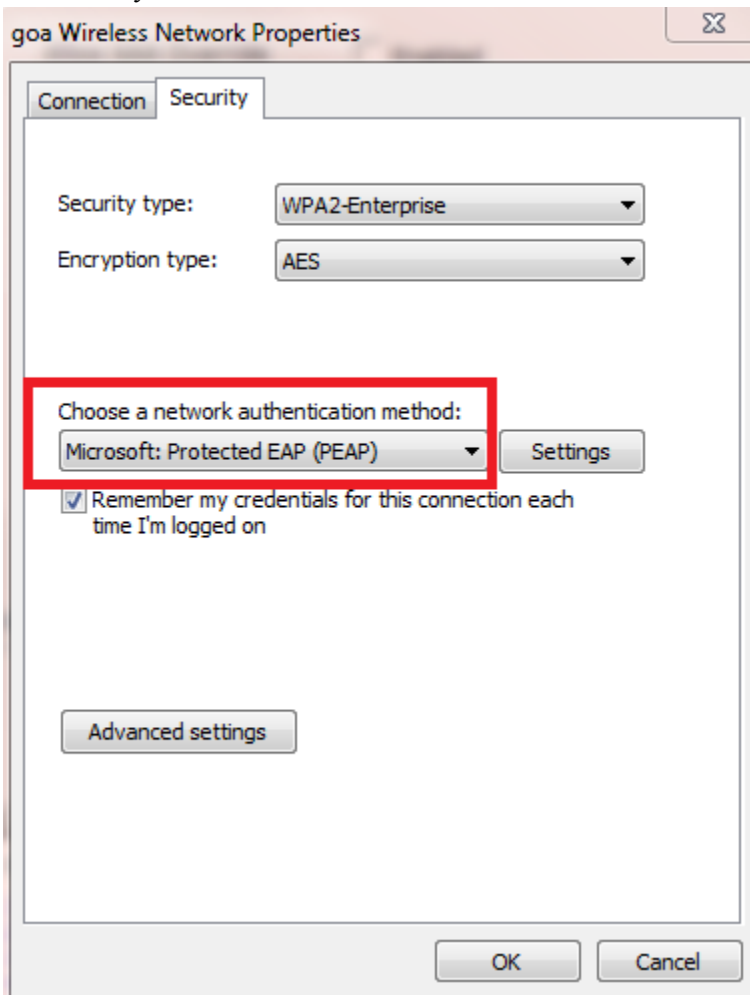 goa Wireless Network Properties
Connection Security
Security type: WPA2-Enterprise
Encryption type: AES
Choose a network authentication method:
Microsoft: Protected EAP (PEAP) Settings
Remember my credentials for this connection each
time I'm logged on
Advanced settings
OK Cancel